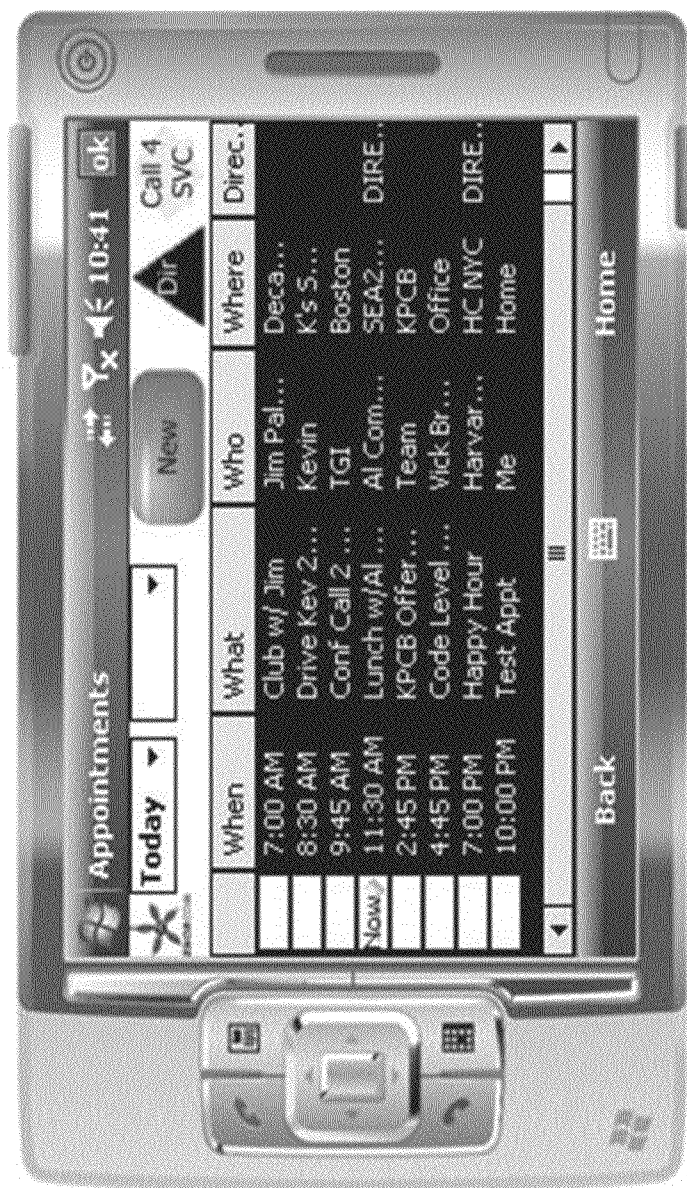 Appointments 10:41 ok
Today New Dir Call 4 SVC
When What Who Where Direc..
7:00 AM Club w/ Jim Jim Pal... Deca...
8:30 AM Drive Kev 2... Kevin K's S...
9:45 AM Conf Call 2 ... TGI Boston
Now 11:30 AM Lunch w/Al ... Al Com... SEA2... DIRE...
2:45 PM KPCB Offer... Team KPCB
4:45 PM Code Level ... Vick Br... Office
7:00 PM Happy Hour Harvar... HC NYC DIRE...
10:00 PM Test Appt Me Home
Back Home